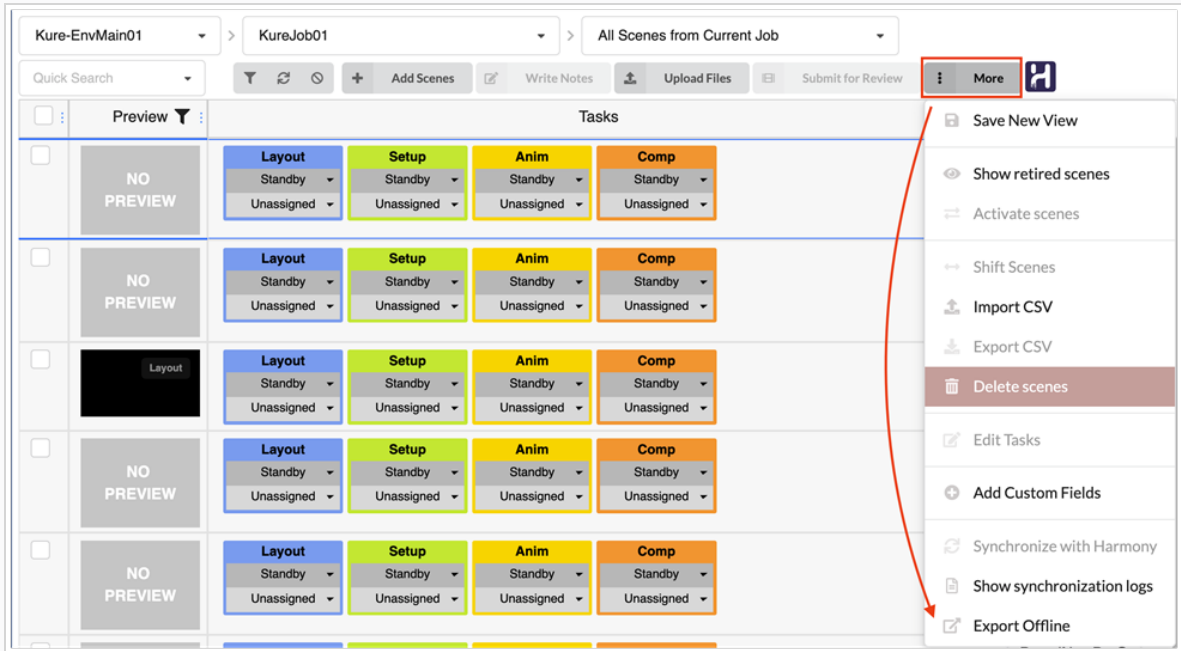 Kure-EnvMain01 > KureJob01 > All Scenes from Current Job
Quick Search Add Scenes Write Notes Upload Files Submit for Review More H
Preview Tasks
Save New View
NO PREVIEW
Layout Setup Anim Comp
Standby Standby Standby Standby
Unassigned Unassigned Unassigned Unassigned
Show retired scenes
Activate scenes
NO PREVIEW
Layout Setup Anim Comp
Standby Standby Standby Standby
Unassigned Unassigned Unassigned Unassigned
Shift Scenes
Import CSV
Export CSV
Layout
Layout Setup Anim Comp
Standby Standby Standby Standby
Unassigned Unassigned Unassigned Unassigned
Delete scenes
Edit Tasks
NO PREVIEW
Layout Setup Anim Comp
Standby Standby Standby Standby
Unassigned Unassigned Unassigned Unassigned
Add Custom Fields
Synchronize with Harmony
NO PREVIEW
Layout Setup Anim Comp
Standby Standby Standby Standby
Unassigned Unassigned Unassigned Unassigned
Show synchronization logs
Export Offline